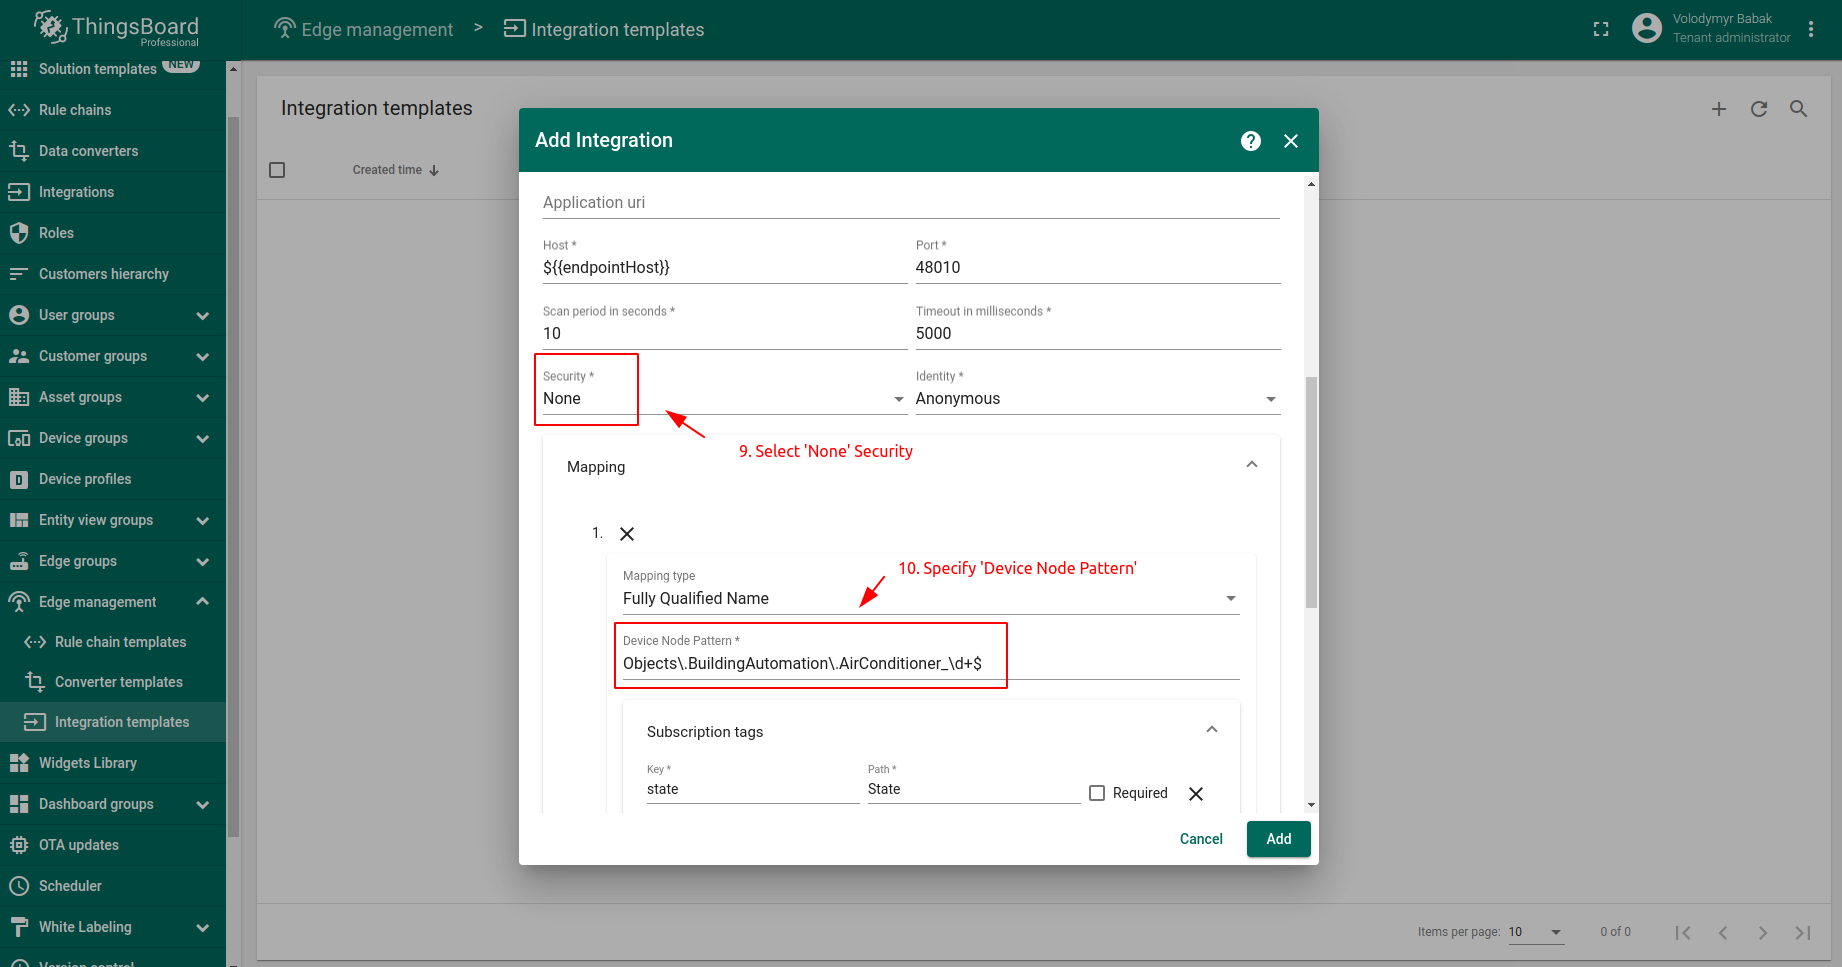 ThingsBoard
Professional
Edge management > Integration templates
Volodymyr Babak
Tenant administrator
Solution templates NEW
Rule chains
Data converters
Integrations
Roles
Customers hierarchy
User groups
Customer groups
Asset groups
Device groups
Device profiles
Entity view groups
Edge groups
Edge management
Rule chain templates
Converter templates
Integration templates
Widgets Library
Dashboard groups
OTA updates
Scheduler
White Labeling
Version control
Integration templates
Created time
Add Integration
Application uri
Host * Port *
${{endpointHost}} 48010
Scan period in seconds * Timeout in milliseconds *
10 5000
Security * Identity *
None Anonymous
9. Select 'None' Security
Mapping
1.
10. Specify 'Device Node Pattern'
Mapping type
Fully Qualified Name
Device Node Pattern *
Objects\.BuildingAutomation\.AirConditioner_\d+$
Subscription tags
Key * Path *
state State Required
Cancel Add
Items per page: 10 0 of 0